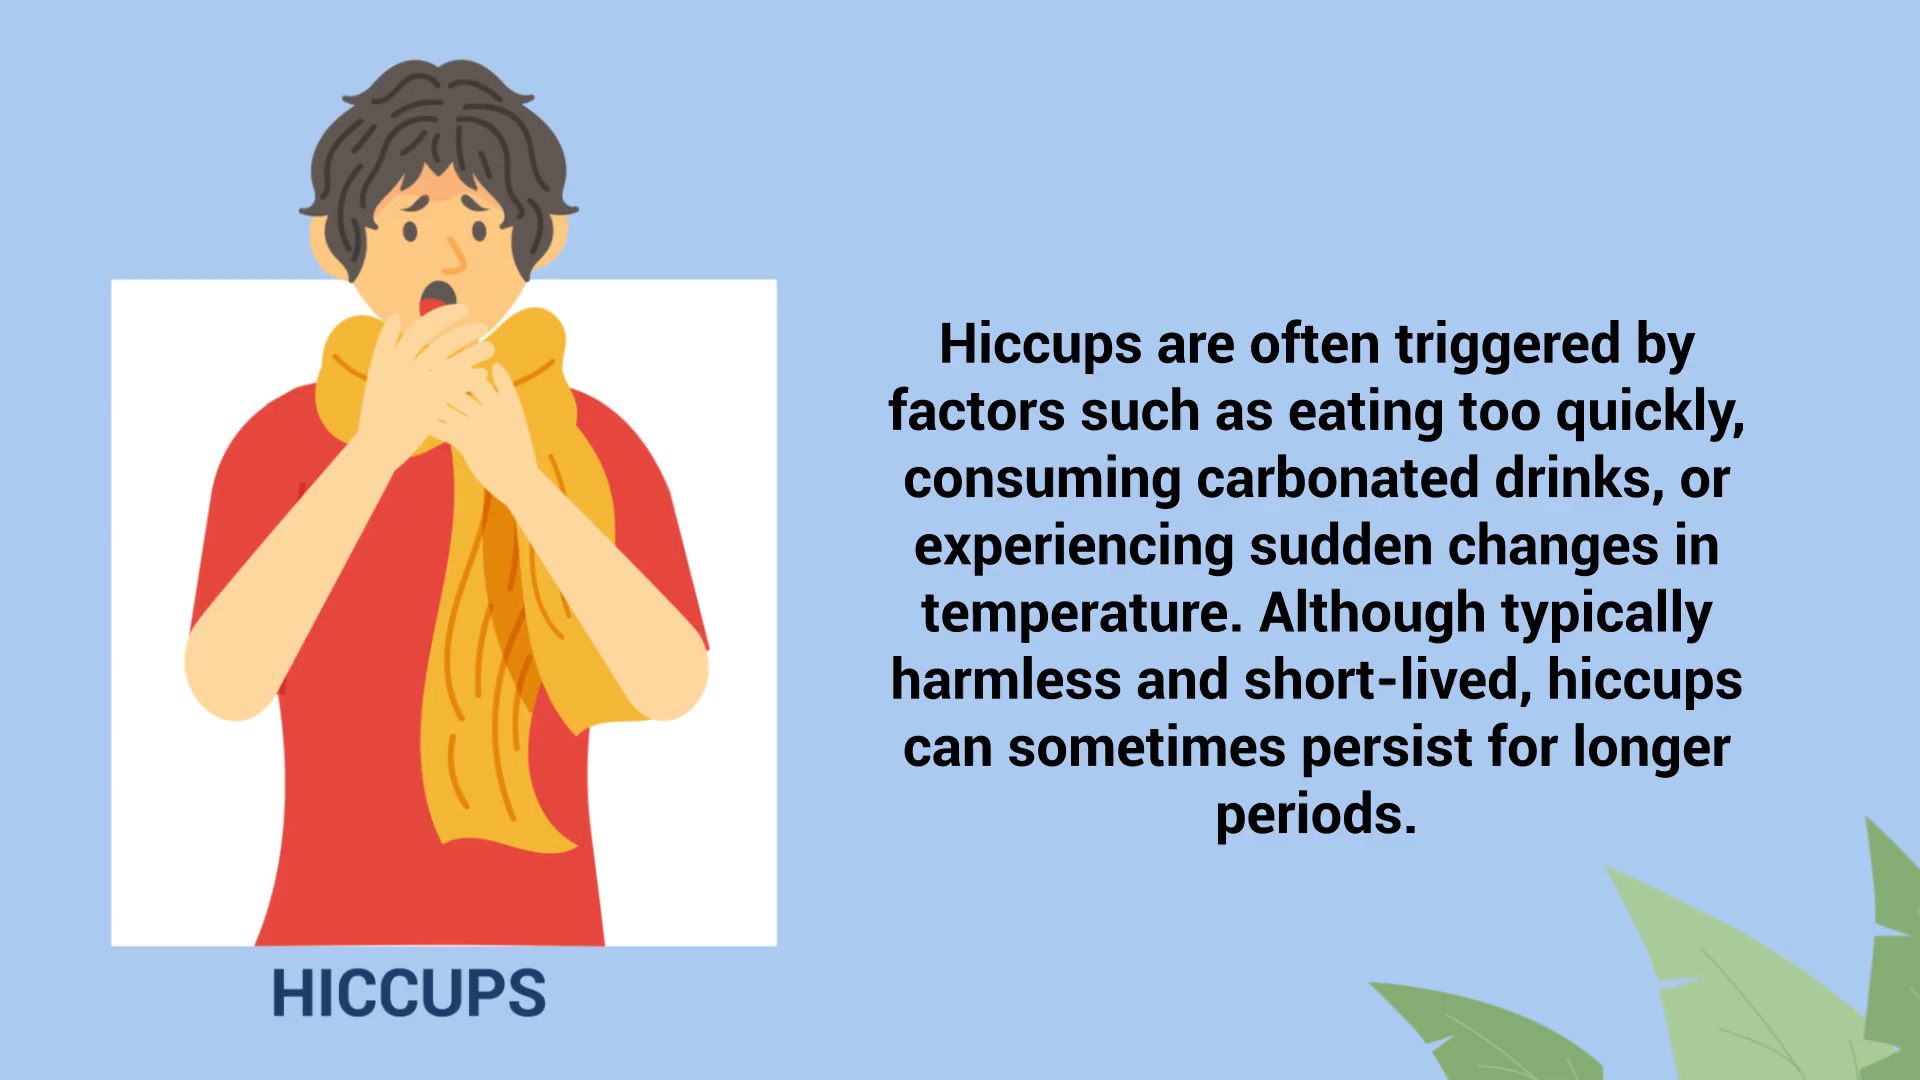 Hiccups are often triggered by
factors such as eating too quickly,
consuming carbonated drinks, or
experiencing sudden changes in
temperature. Although typically
harmless and short-lived, hiccups
can sometimes persist for longer
periods.
HICCUPS